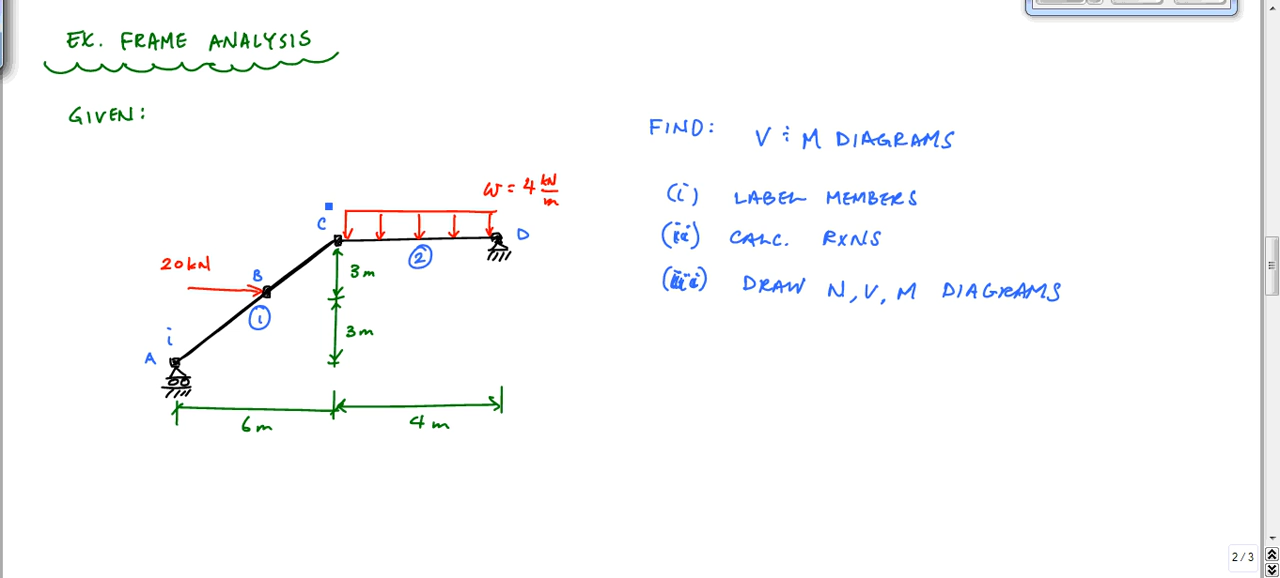 EX. FRAME ANALYSIS
GIVEN:
FIND: V & M DIAGRAMS
(i) LABEL MEMBERS
(ii) CALC. RXNS
(iii) DRAW N, V, M DIAGRAMS
w = 4 kN/m
C
D
20kN
B
3m
2
1
i
3m
A
6m
4m
2 / 3